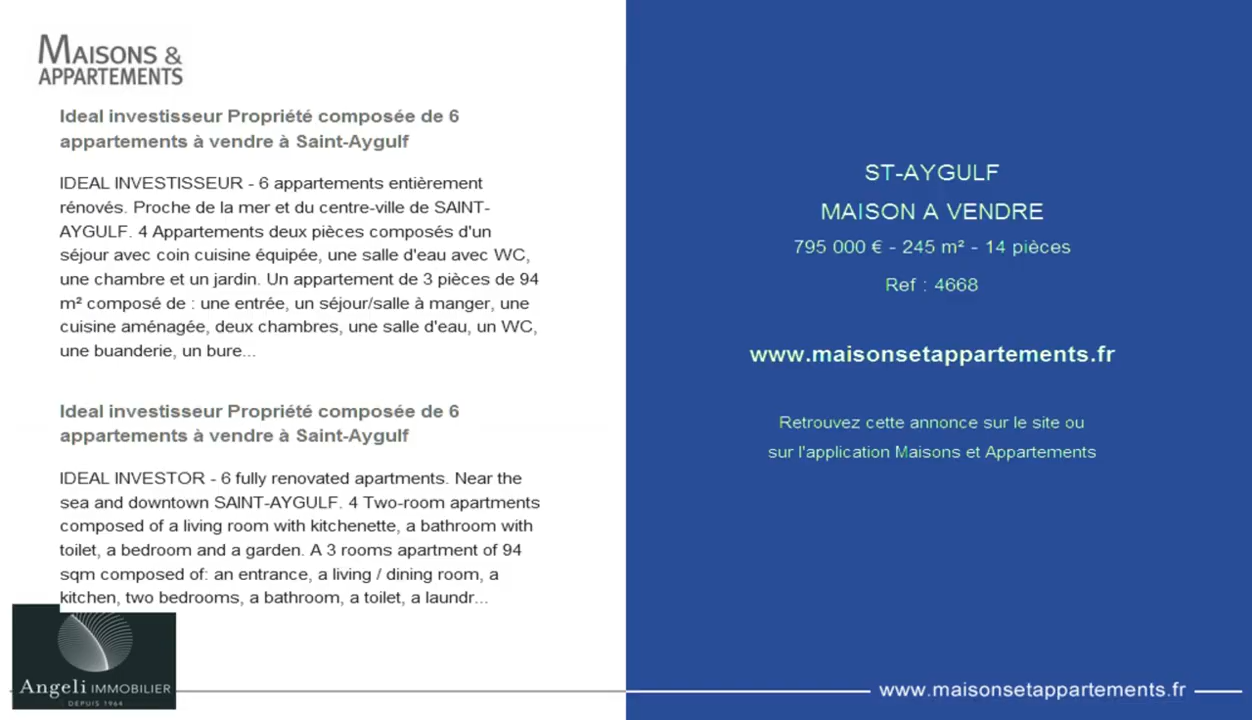 MAISONS &
APPARTEMENTS
Ideal investisseur Propriété composée de 6
appartements à vendre à Saint-Aygulf
IDEAL INVESTISSEUR - 6 appartements entièrement
rénovés. Proche de la mer et du centre-ville de SAINT-
AYGULF. 4 Appartements deux pièces composés d'un
séjour avec coin cuisine équipée, une salle d'eau avec WC,
une chambre et un jardin. Un appartement de 3 pièces de 94
m² composé de : une entrée, un séjour/salle à manger, une
cuisine aménagée, deux chambres, une salle d'eau, un WC,
une buanderie, un bure...
Ideal investisseur Propriété composée de 6
appartements à vendre à Saint-Aygulf
IDEAL INVESTOR - 6 fully renovated apartments. Near the
sea and downtown SAINT-AYGULF. 4 Two-room apartments
composed of a living room with kitchenette, a bathroom with
toilet, a bedroom and a garden. A 3 rooms apartment of 94
sqm composed of: an entrance, a living / dining room, a
kitchen, two bedrooms, a bathroom, a toilet, a laundr...
Angeli IMMOBILIER
DEPUIS 1964
ST-AYGULF
MAISON A VENDRE
795 000 € - 245 m² - 14 pièces
Ref : 4668
www.maisonsetappartements.fr
Retrouvez cette annonce sur le site ou
sur l'application Maisons et Appartements
www.maisonsetappartements.fr